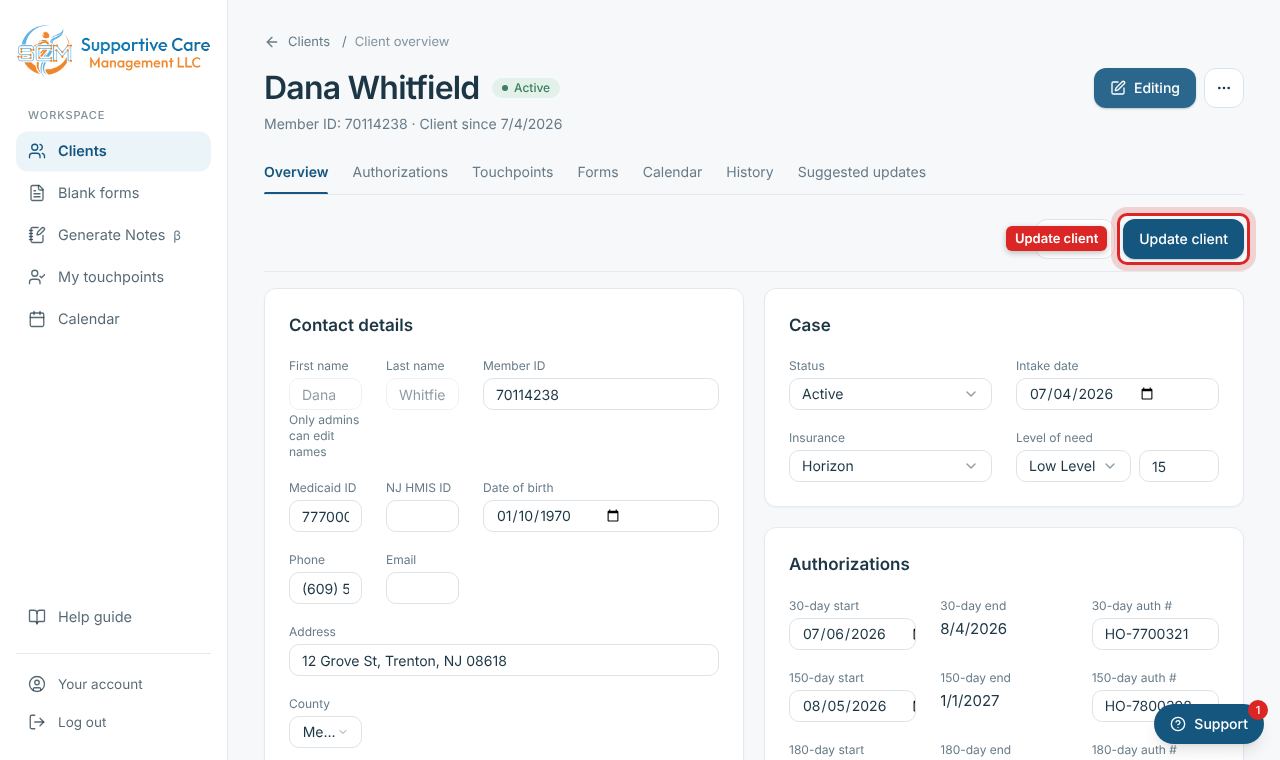 SCM
Supportive Care
Management LLC
WORKSPACE
Clients
Blank forms
Generate Notes β
My touchpoints
Calendar
Help guide
Your account
Log out
Clients / Client overview
Dana Whitfield
Active
Editing
Member ID: 70114238 · Client since 7/4/2026
Overview Authorizations Touchpoints Forms Calendar History Suggested updates
Update client
Update client
Contact details
First name Last name Member ID
Dana Whitfie 70114238
Only admins
can edit
names
Medicaid ID NJ HMIS ID Date of birth
77700 01/10/1970
Phone Email
(609) 5
Address
12 Grove St, Trenton, NJ 08618
County
Me...
Case
Status Intake date
Active 07/04/2026
Insurance Level of need
Horizon Low Level 15
Authorizations
30-day start 30-day end 30-day auth #
07/06/2026 8/4/2026 HO-7700321
150-day start 150-day end 150-day auth #
08/05/2026 1/1/2027 HO-7800
180-day start 180-day end 180-day auth #
Support
1